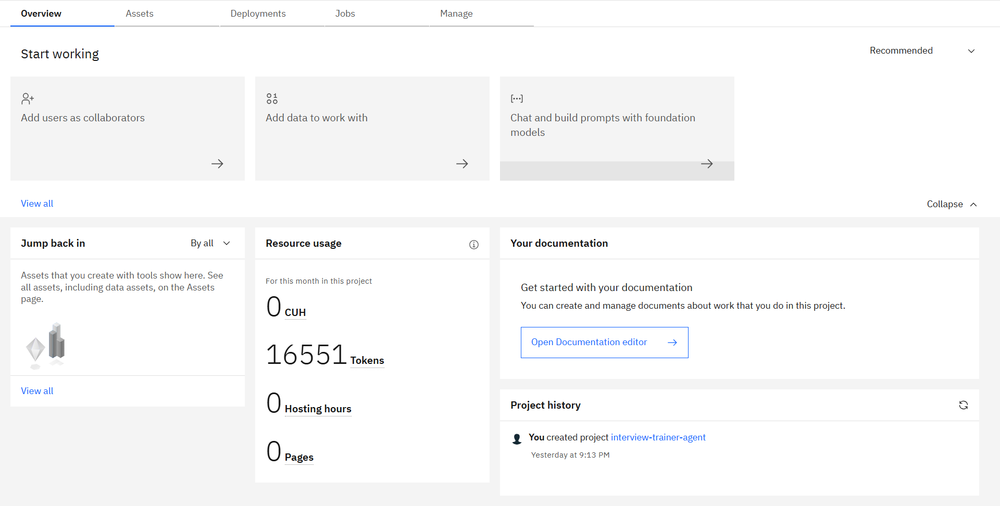 Overview
Assets
Deployments
Jobs
Manage
Start working
Recommended
Add users as collaborators
Add data to work with
Chat and build prompts with foundation
models
View all
Collapse
Jump back in
By all
Assets that you create with tools show here. See
all assets, including data assets, on the Assets
page.
View all
Resource usage
For this month in this project
0 CUH
16551 Tokens
0 Hosting hours
0 Pages
Your documentation
Get started with your documentation
You can create and manage documents about work that you do in this project.
Open Documentation editor
Project history
You created project interview-trainer-agent
Yesterday at 9:13 PM